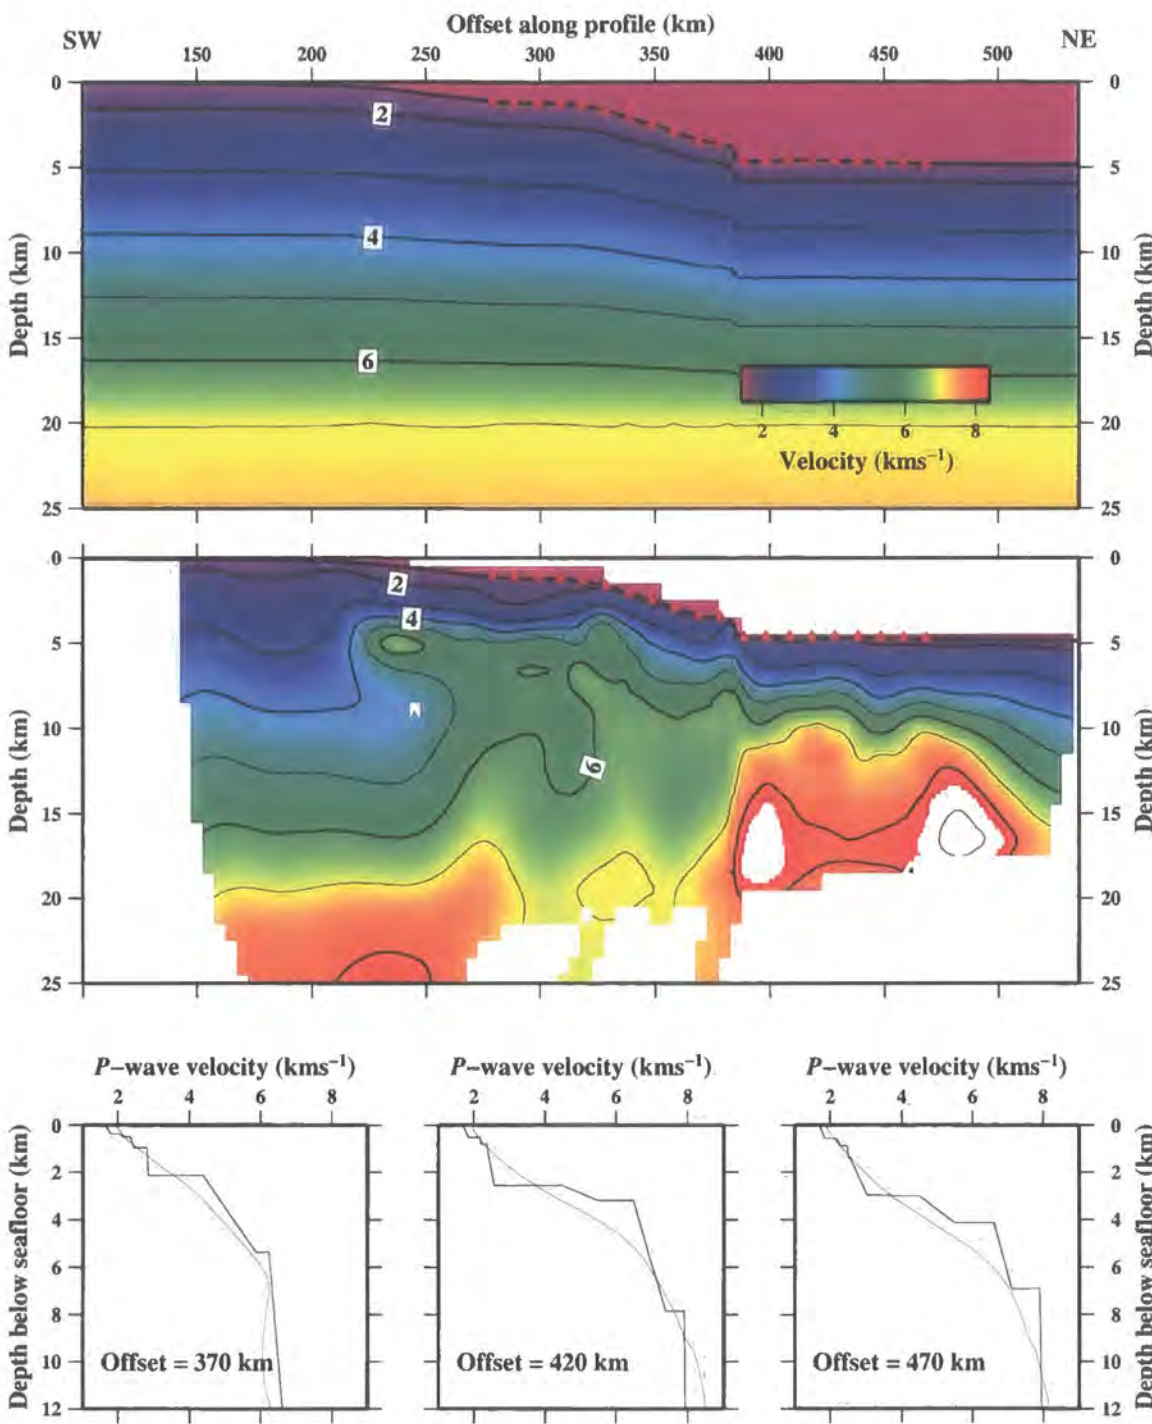 Offset along profile (km)
SW NE
150 200 250 300 350 400 450 500
0 0
2
5 5
4
10 10
Depth (km) Depth (km)
15 15
6
20 20
2 4 6 8
Velocity (kms⁻¹)
25 25
0 0
2
4
5 5
10 10
Depth (km) Depth (km)
6
15 15
20 20
25 25
P–wave velocity (kms⁻¹) P–wave velocity (kms⁻¹) P–wave velocity (kms⁻¹)
2 4 6 8 2 4 6 8 2 4 6 8
0 0
2 2
4 4
Depth below seafloor (km) Depth below seafloor (km)
6 6
8 8
10 10
Offset = 370 km Offset = 420 km Offset = 470 km
12 12